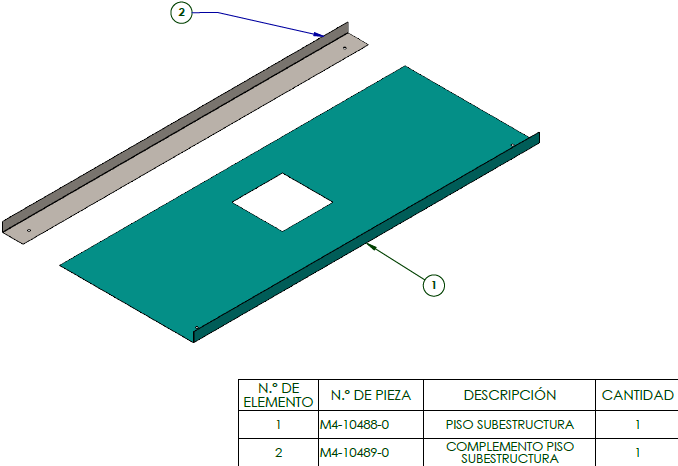 2
1
N.º DE
ELEMENTO
N.º DE PIEZA
DESCRIPCIÓN
CANTIDAD
1
M4-10488-0
PISO SUBESTRUCTURA
1
2
M4-10489-0
COMPLEMENTO PISO
SUBESTRUCTURA
1